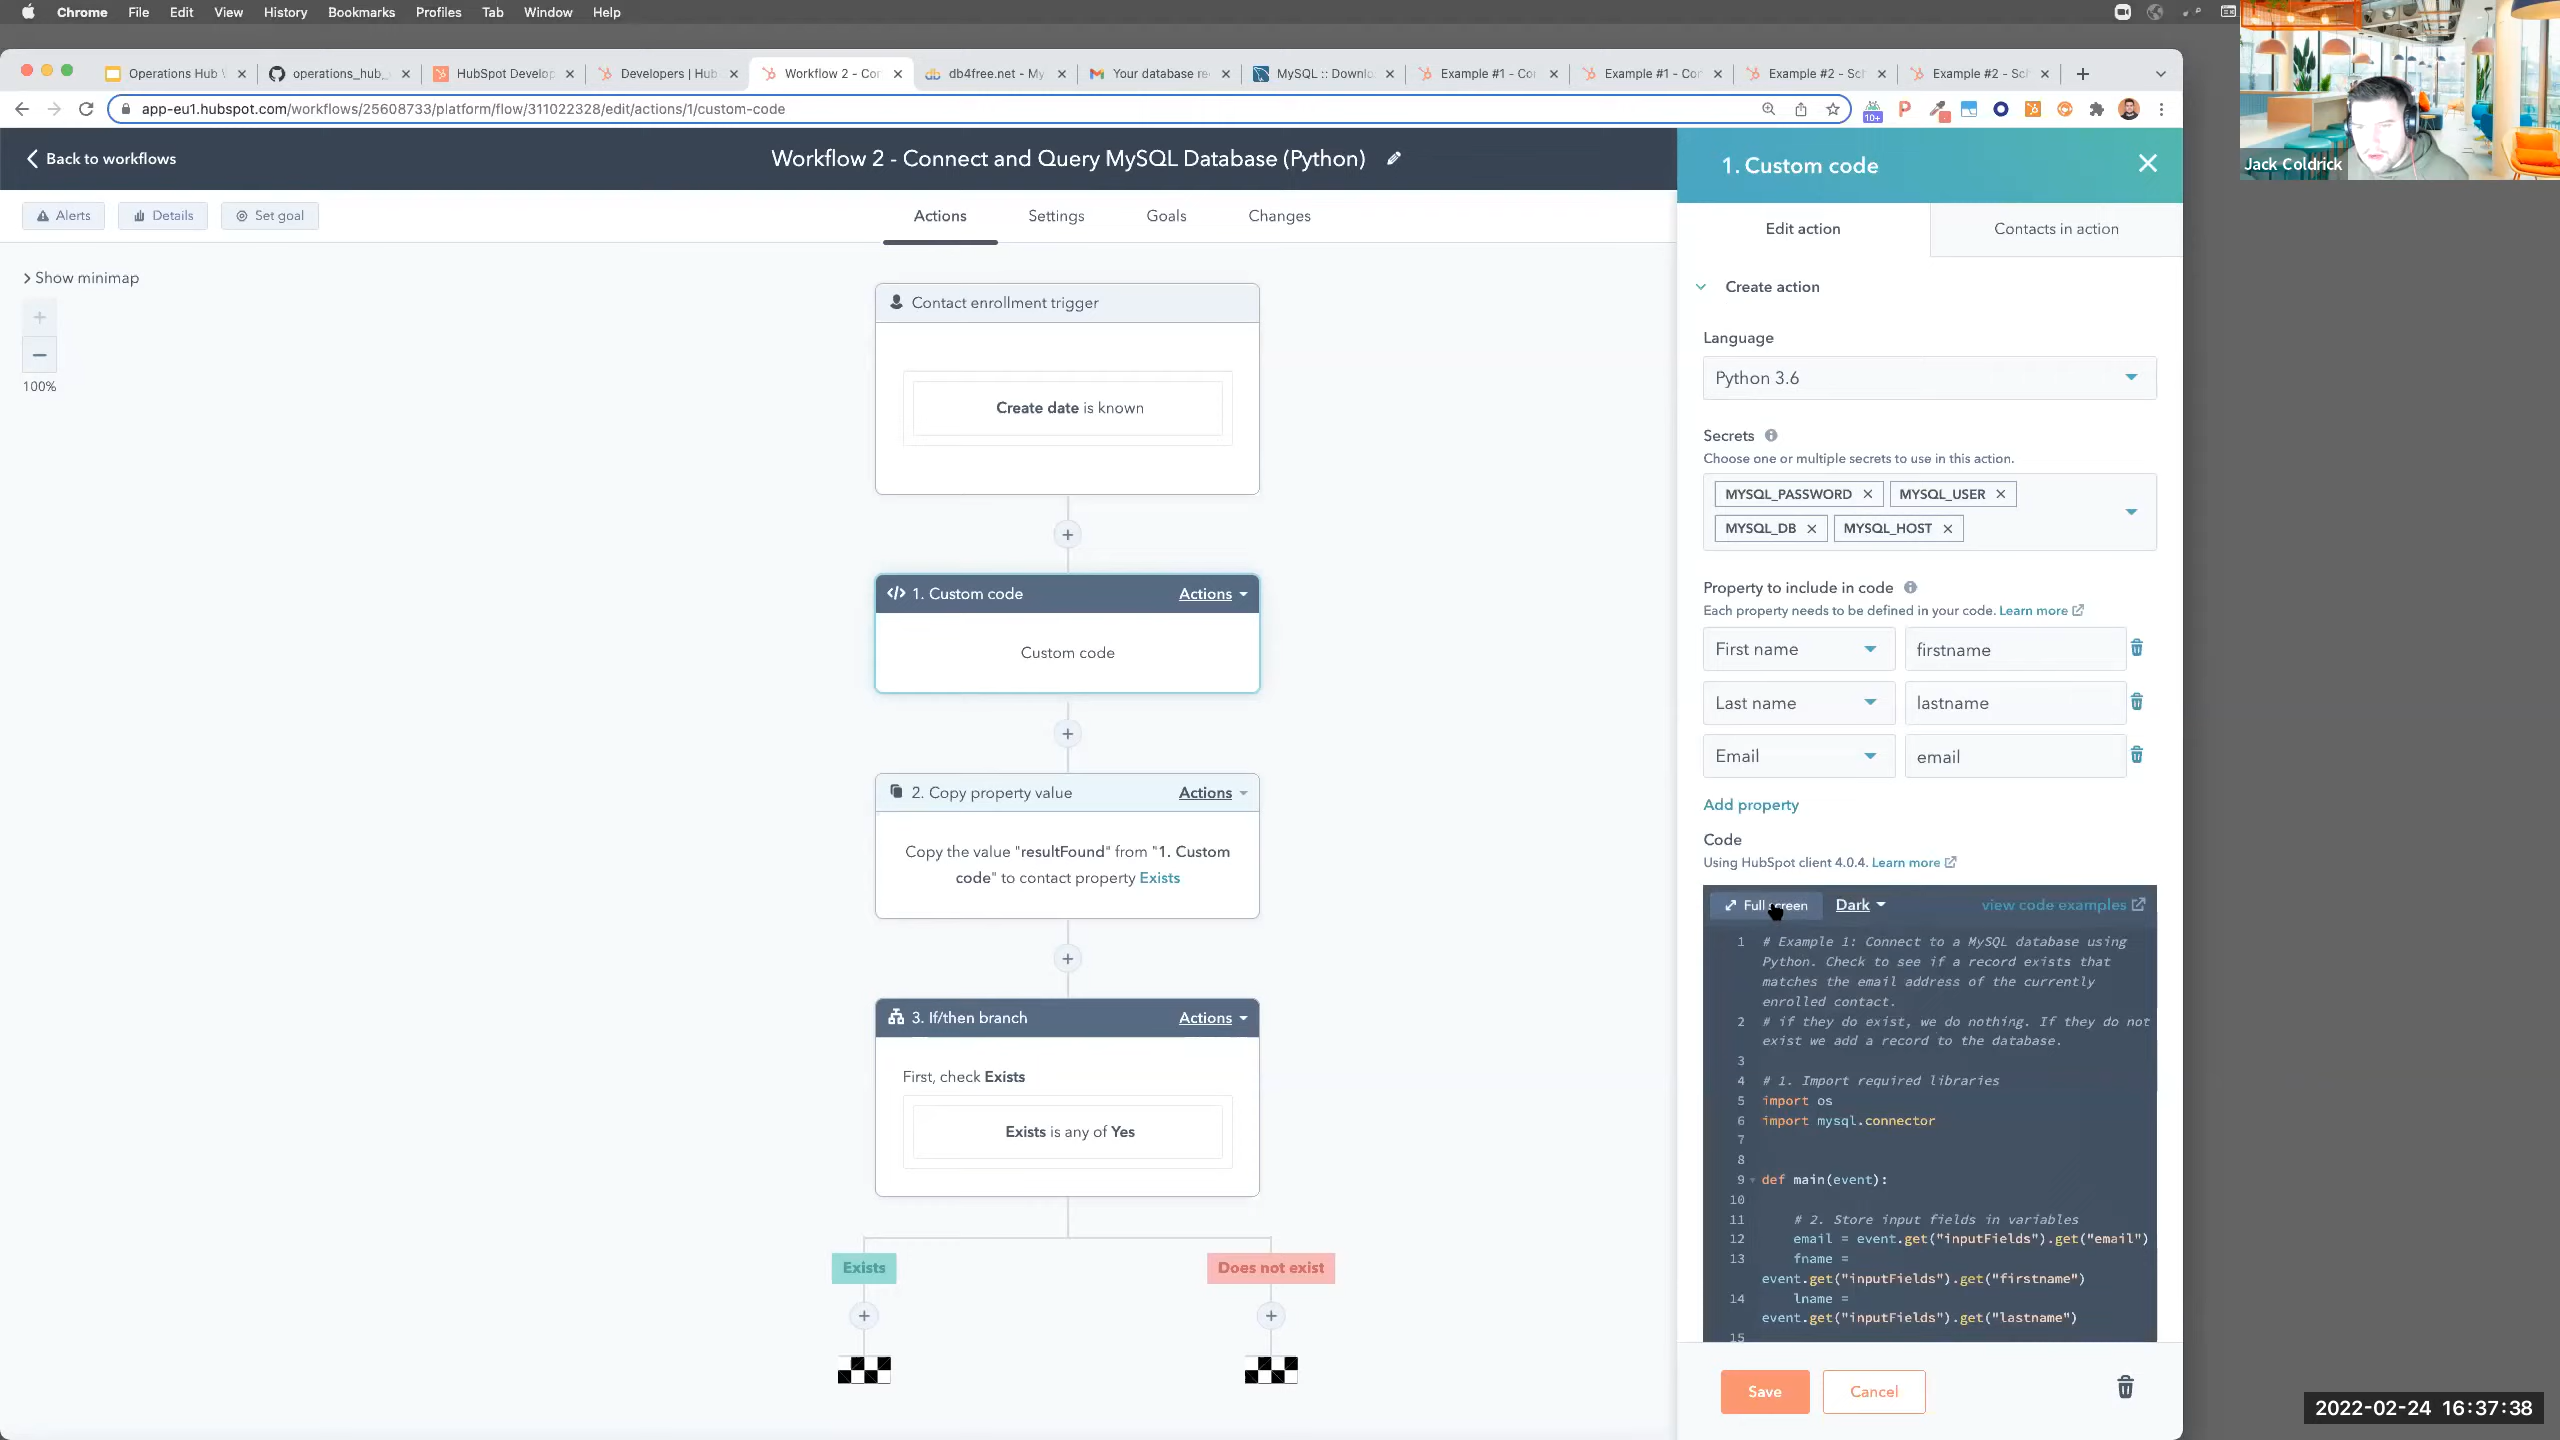 Chrome File Edit View History Bookmarks Profiles Tab Window Help
Operations Hub
operations_hub_
HubSpot Develop
Developers | Hub
Workflow 2 - Con
db4free.net - My
Your database re
MySQL :: Downlo
Example #1 - Con
Example #1 - Con
Example #2 - Sch
Example #2 - Sch
app-eu1.hubspot.com/workflows/25608733/platform/flow/311022328/edit/actions/1/custom-code
10+
Jack Coldrick
Back to workflows
Workflow 2 - Connect and Query MySQL Database (Python)
Alerts
Details
Set goal
Actions
Settings
Goals
Changes
Show minimap
100%
Contact enrollment trigger
Create date is known
1. Custom code
Actions
Custom code
2. Copy property value
Actions
Copy the value "resultFound" from "1. Custom
code" to contact property Exists
3. If/then branch
Actions
First, check Exists
Exists is any of Yes
Exists
Does not exist
1. Custom code
Edit action
Contacts in action
Create action
Language
Python 3.6
Secrets
Choose one or multiple secrets to use in this action.
MYSQL_PASSWORD
MYSQL_USER
MYSQL_DB
MYSQL_HOST
Property to include in code
Each property needs to be defined in your code. Learn more
First name
firstname
Last name
lastname
Email
email
Add property
Code
Using HubSpot client 4.0.4. Learn more
Full screen
Dark
view code examples
1 # Example 1: Connect to a MySQL database using
Python. Check to see if a record exists that
matches the email address of the currently
enrolled contact.
2 # if they do exist, we do nothing. If they do not
exist we add a record to the database.
3
4 # 1. Import required libraries
5 import os
6 import mysql.connector
7
8
9 def main(event):
10
11 # 2. Store input fields in variables
12 email = event.get("inputFields").get("email")
13 fname =
event.get("inputFields").get("firstname")
14 lname =
event.get("inputFields").get("lastname")
15
Save
Cancel
2022-02-24 16:37:38